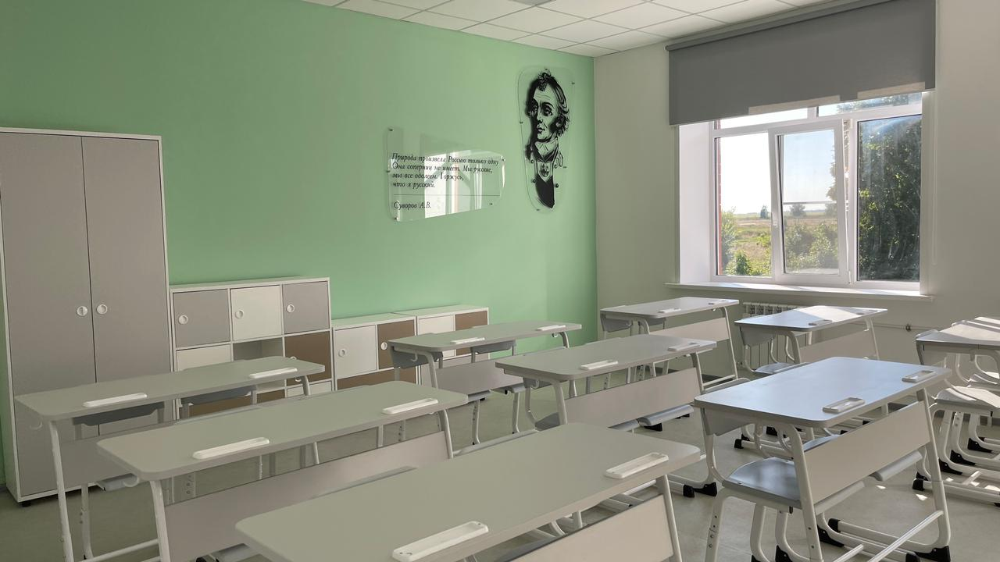 Природа произвела Россию только одну
Она соперниц не имеет. Мы русские,
мы все одолеем. Горжусь,
что я русский.
Суворов А.В.